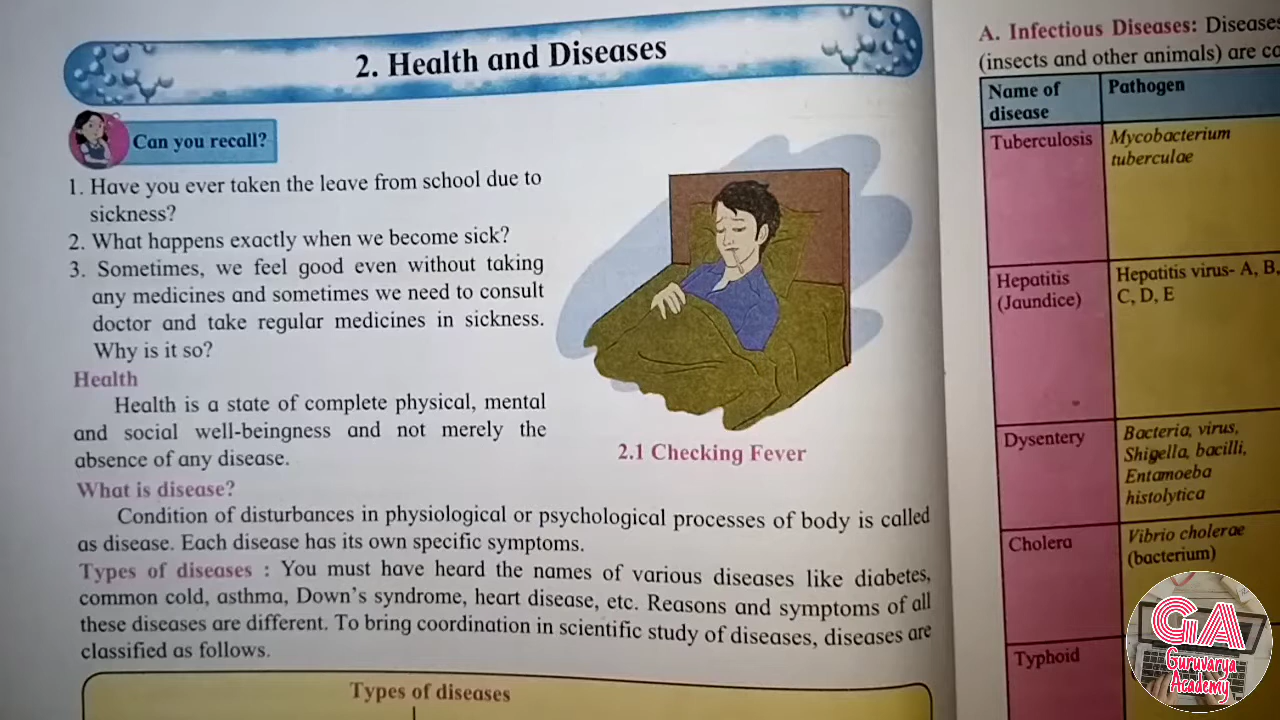 2. Health and Diseases
Can you recall?
1. Have you ever taken the leave from school due to
sickness?
2. What happens exactly when we become sick?
3. Sometimes, we feel good even without taking
any medicines and sometimes we need to consult
doctor and take regular medicines in sickness.
Why is it so?
Health
Health is a state of complete physical, mental
and social well-beingness and not merely the
absence of any disease.
2.1 Checking Fever
What is disease?
Condition of disturbances in physiological or psychological processes of body is called
as disease. Each disease has its own specific symptoms.
Types of diseases : You must have heard the names of various diseases like diabetes,
common cold, asthma, Down's syndrome, heart disease, etc. Reasons and symptoms of all
these diseases are different. To bring coordination in scientific study of diseases, diseases are
classified as follows.
Types of diseases
A. Infectious Diseases: Diseases
(insects and other animals) are
Name of
disease
Pathogen
Tuberculosis
Mycobacterium
tuberculae
Hepatitis
(Jaundice)
Hepatitis virus- A, B,
C, D, E
Dysentery
Bacteria, virus,
Shigella, bacilli,
Entamoeba
histolytica
Cholera
Vibrio cholerae
(bacterium)
Typhoid
GA
Guruvarya
Academy